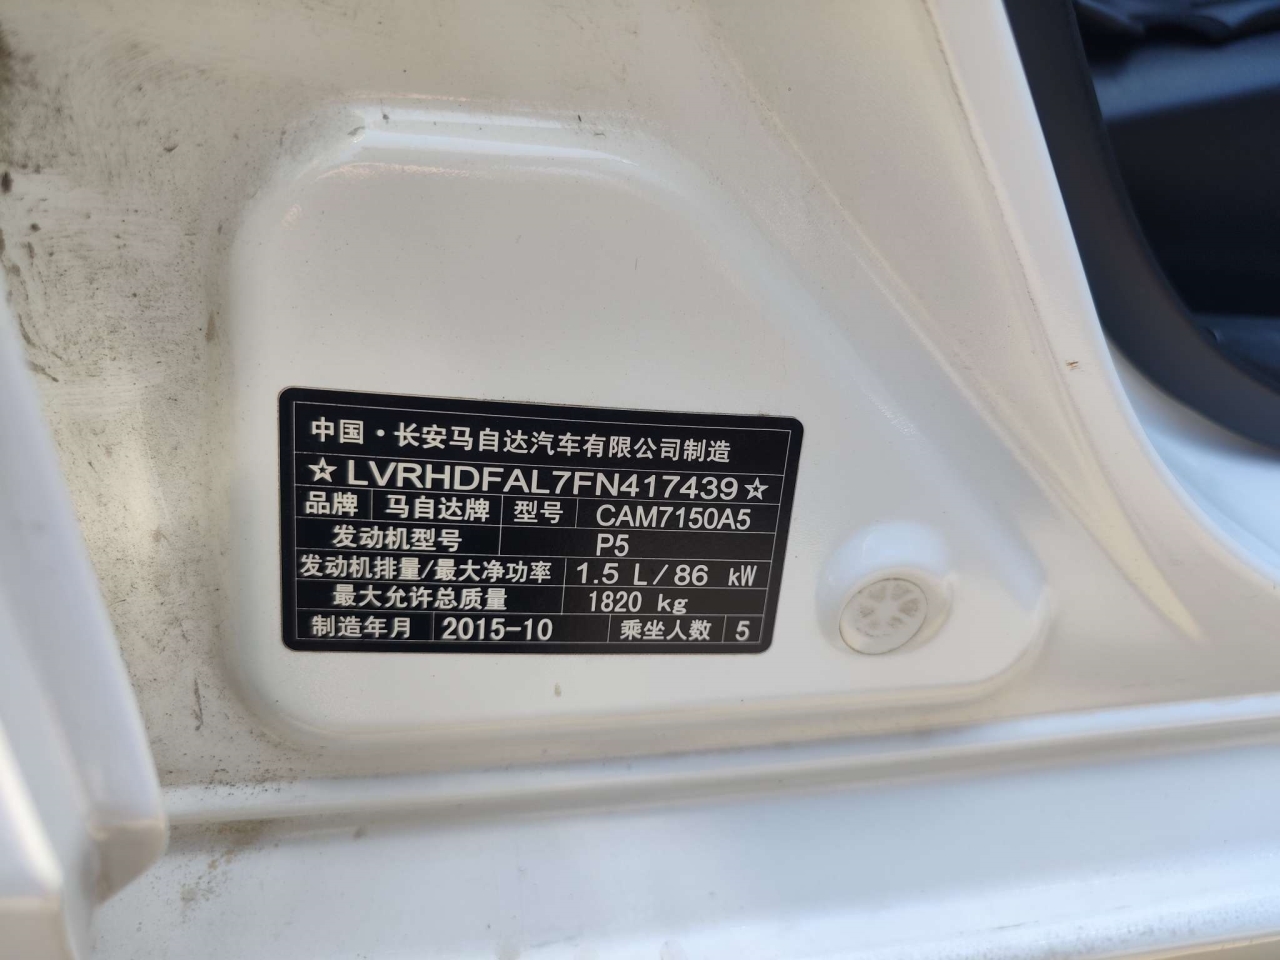 中国·长安马自达汽车有限公司制造
☆LVRHDFAL7FN417439☆
品牌 马自达牌 型号 CAM7150A5
发动机型号 P5
发动机排量/最大净功率 1.5 L/86 kW
最大允许总质量 1820 kg
制造年月 2015-10 乘坐人数 5